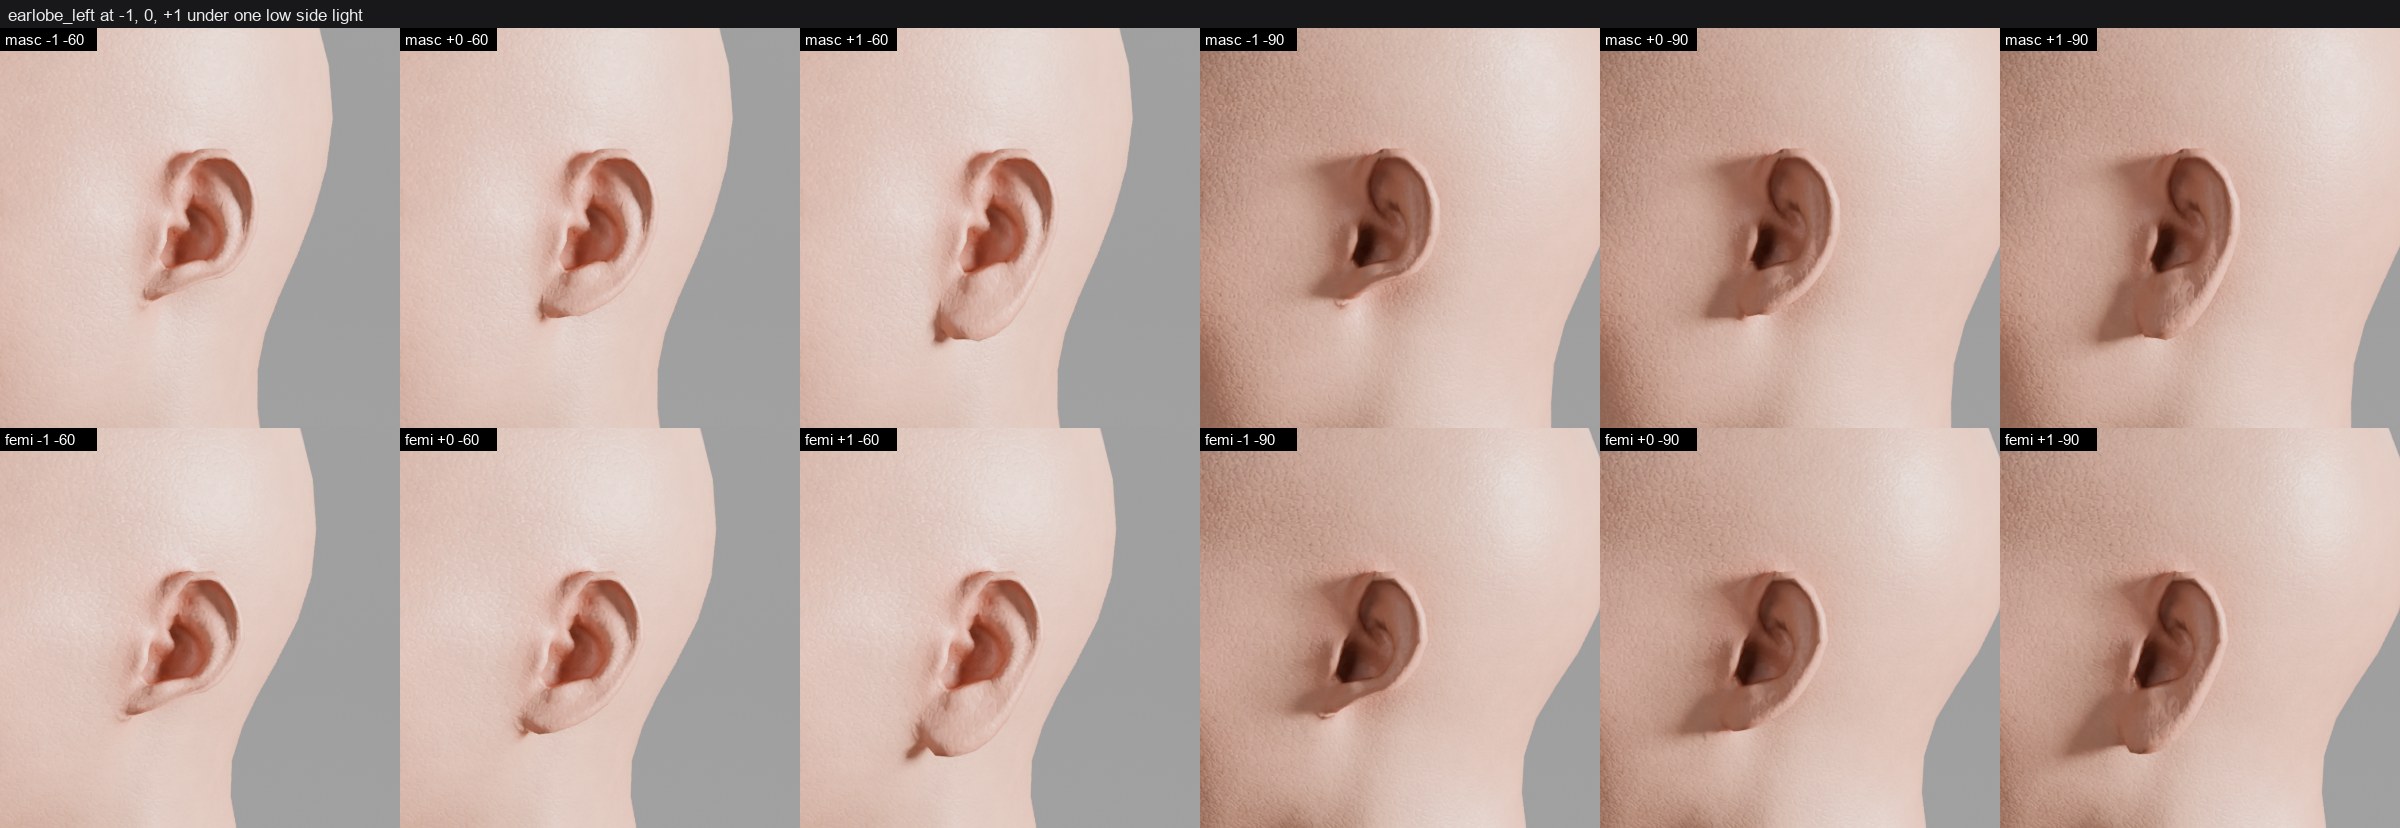 earlobe_left at -1, 0, +1 under one low side light
masc -1 -60
masc +0 -60
masc +1 -60
masc -1 -90
masc +0 -90
masc +1 -90
femi -1 -60
femi +0 -60
femi +1 -60
femi -1 -90
femi +0 -90
femi +1 -90